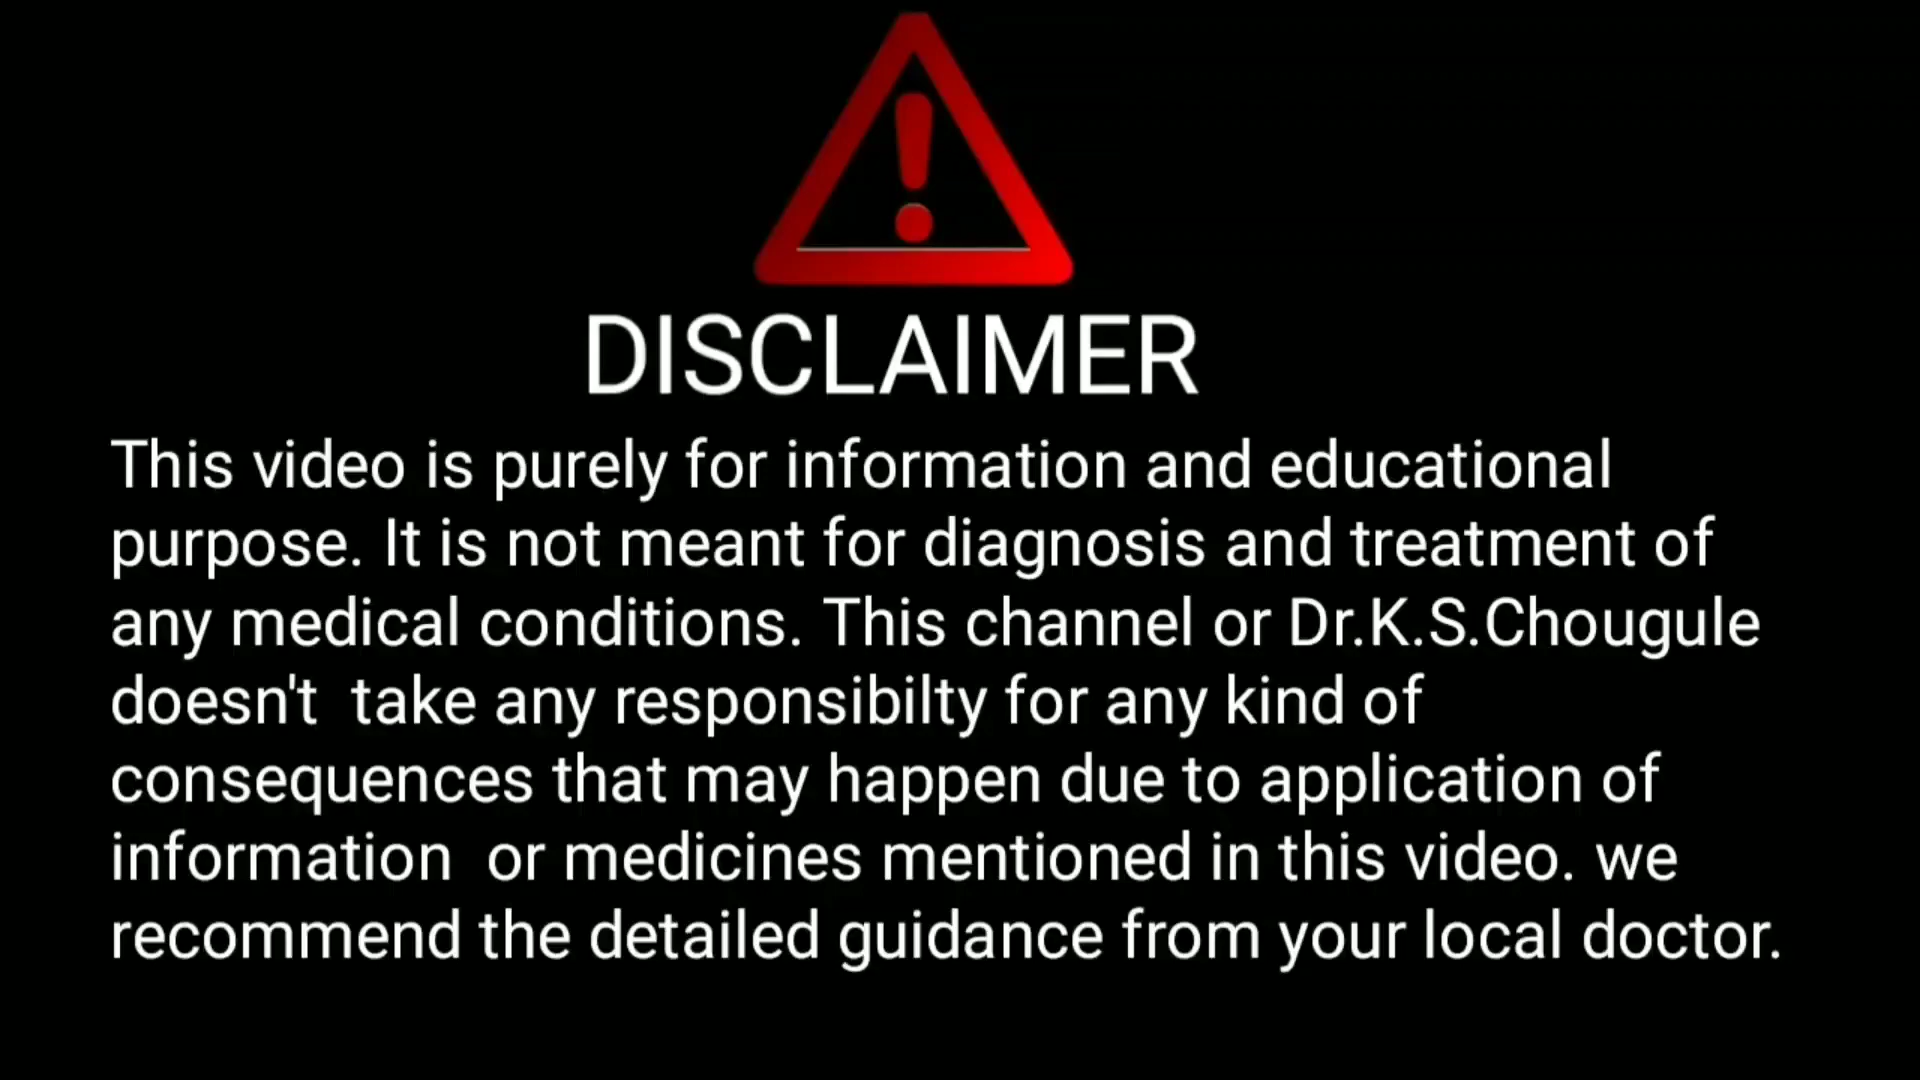 DISCLAIMER
This video is purely for information and educational
purpose. It is not meant for diagnosis and treatment of
any medical conditions. This channel or Dr.K.S.Chougule
doesn't  take any responsibilty for any kind of
consequences that may happen due to application of
information  or medicines mentioned in this video. we
recommend the detailed guidance from your local doctor.